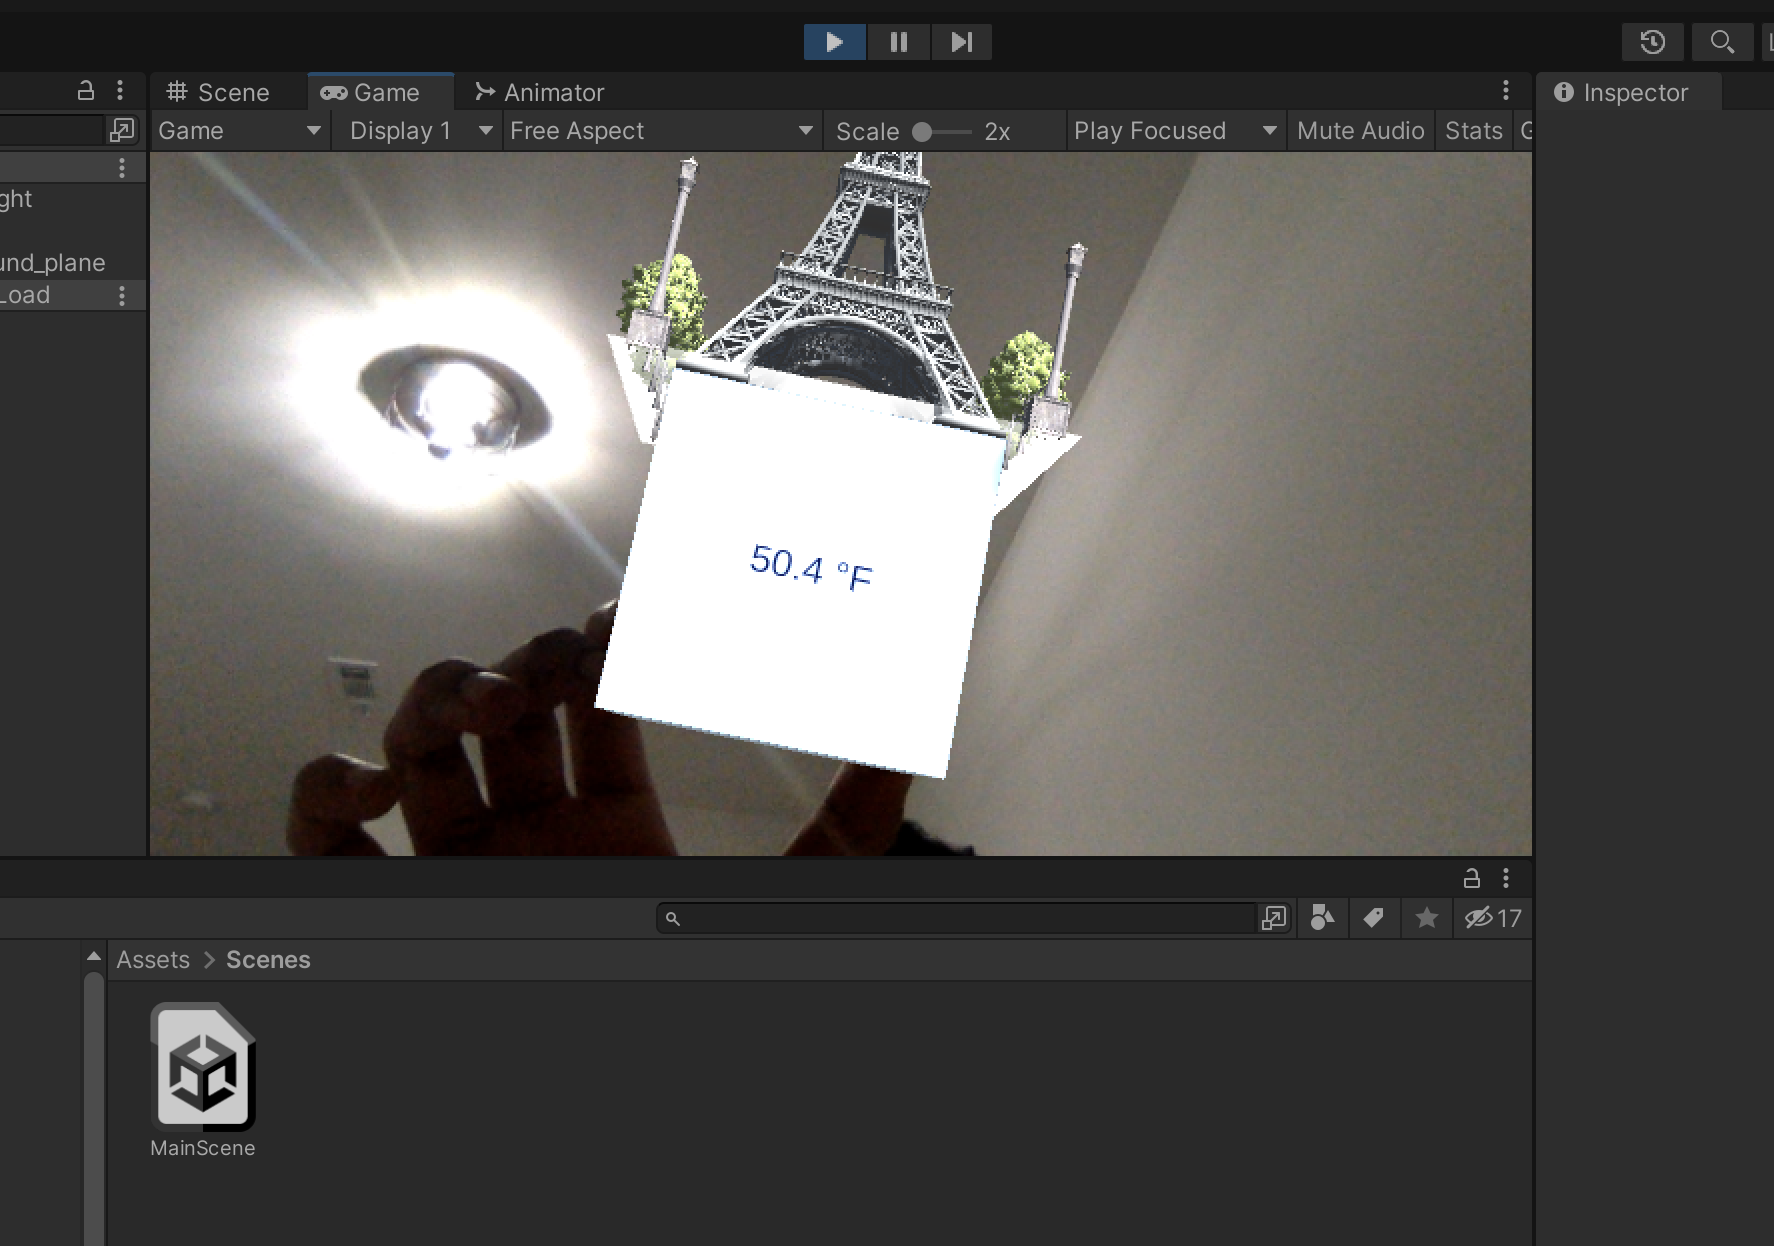 Scene
Game
Animator
Inspector
Game
Display 1
Free Aspect
Scale
2x
Play Focused
Mute Audio
Stats
ght
und_plane
Load
50.4 °F
17
Assets > Scenes
MainScene